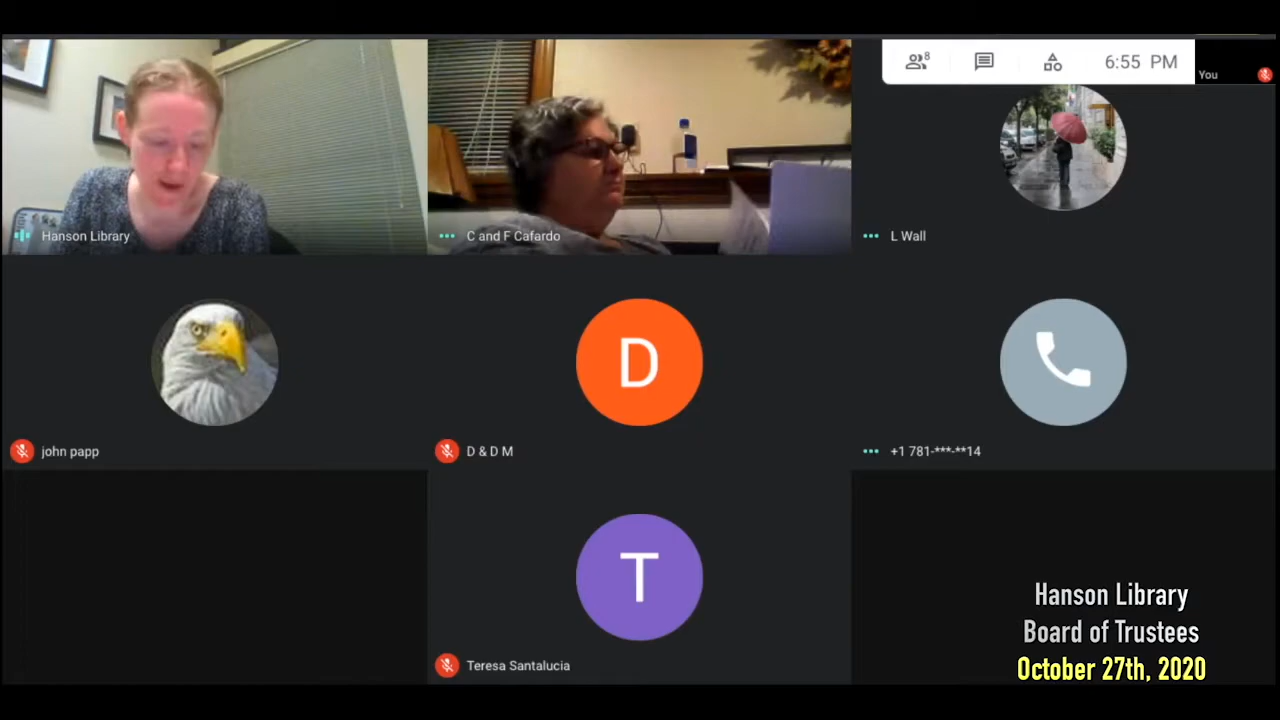 8
6:55 PM
You
Hanson Library
C and F Cafardo
L Wall
D
john papp
D & D M
+1 781-***-**14
T
Teresa Santalucia
Hanson Library
Board of Trustees
October 27th, 2020